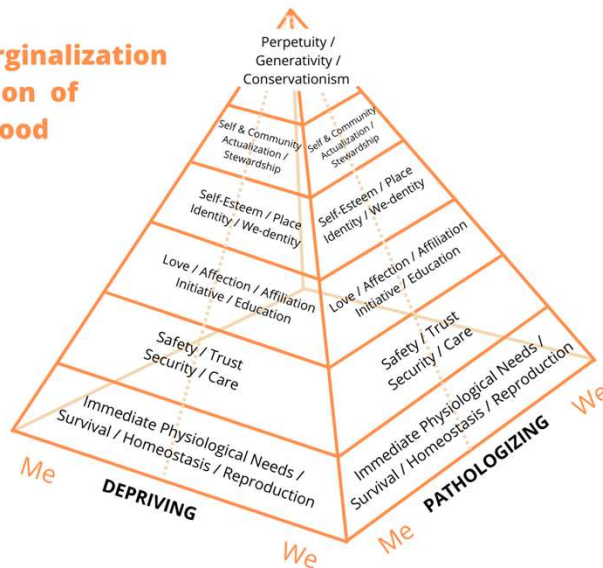 rginalization
on of
ood
Perpetuity /
Generativity /
Conservationism
Self & Community
Actualization /
Stewardship
Self & Community
Actualization /
Stewardship
Self-Esteem / Place
Identity / We-dentity
Self-Esteem / Place
Identity / We-dentity
Love / Affection / Affiliation
Initiative / Education
Love / Affection / Affiliation
Initiative / Education
Safety / Trust
Security / Care
Safety / Trust
Security / Care
Immediate Physiological Needs /
Survival / Homeostasis / Reproduction
Immediate Physiological Needs /
Survival / Homeostasis / Reproduction
Me
DEPRIVING
We
Me
PATHOLOGIZING
We